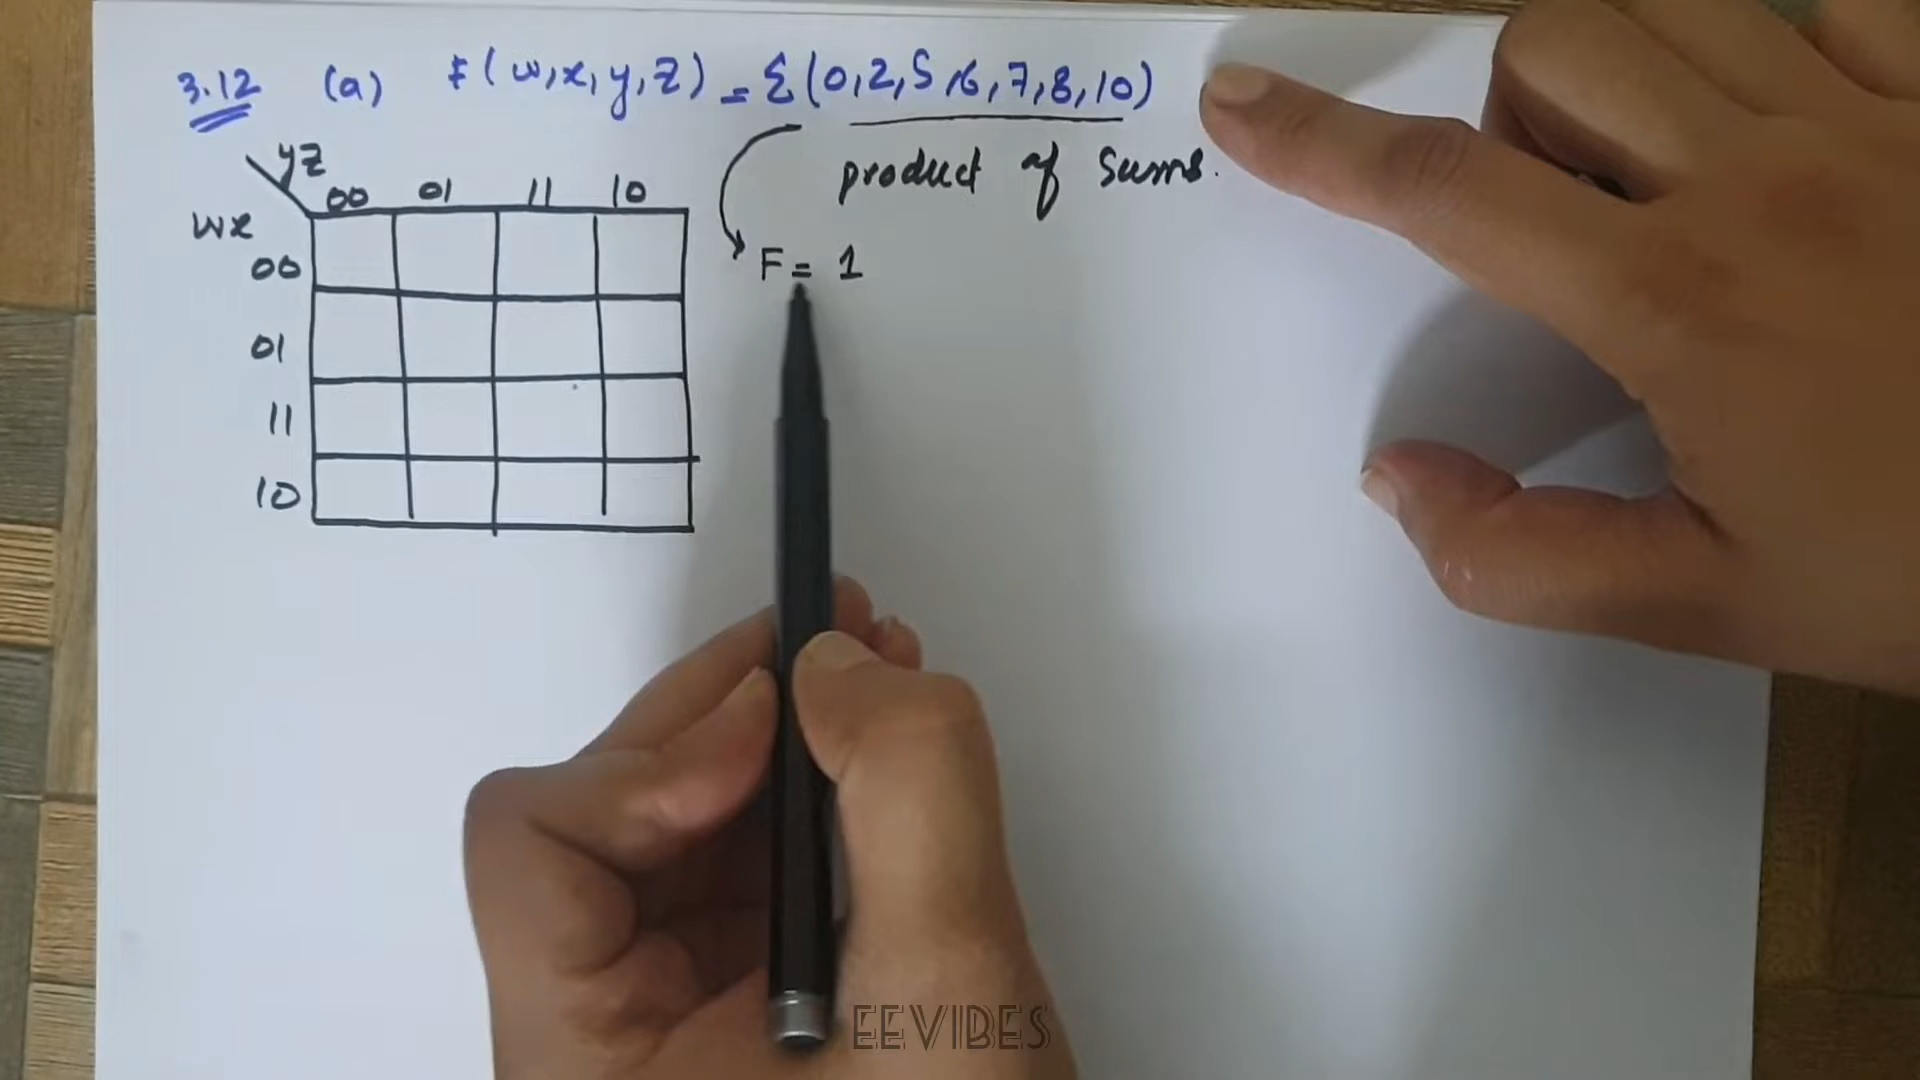 3.12 (a) F(w,x,y,z) = Σ(0,2,5,6,7,8,10)
product of sums.
yz
wx
00 01 11 10
00
01
11
10
F = 1
EEVIBES